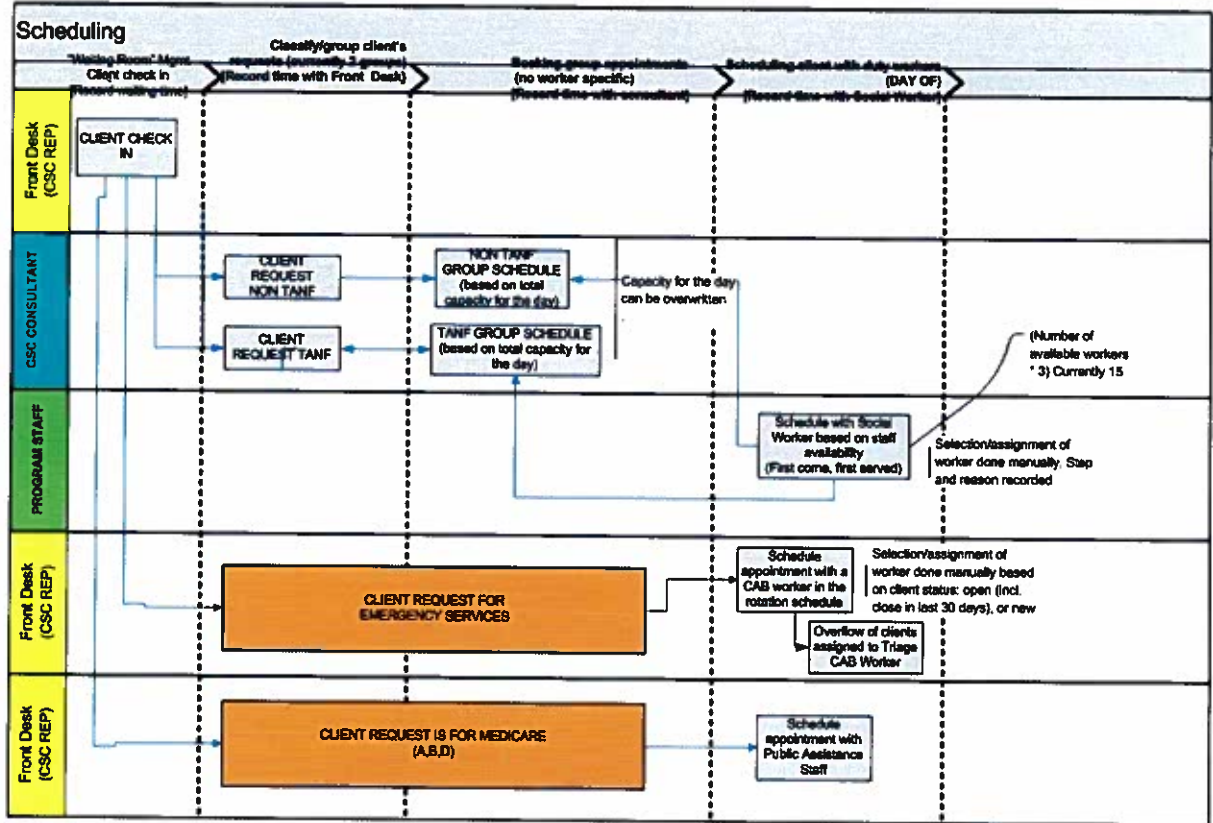 Scheduling
"Waiting Room" Mgmt
Client check in
(Record waiting time)
Classify/group client's
requests (currently 3 groups)
(Record time with Front Desk)
Booking group appointments
(no worker specific)
(Record time with consultant)
Scheduling client with duty workers
(DAY OF)
(Record time with Social Worker)
Front Desk
(CSC REP)
CLIENT CHECK
IN
CSC CONSULTANT
CLIENT
REQUEST
NON TANF
NON TANF
GROUP SCHEDULE
(based on total
capacity for the day)
Capacity for the day
can be overwritten
CLIENT
REQUEST TANF
TANF GROUP SCHEDULE
(based on total capacity for
the day)
(Number of
available workers
* 3) Currently 15
PROGRAM STAFF
Schedule with Social
Worker based on staff
availability
(First come, first served)
Selection/assignment of
worker done manually. Step
and reason recorded
Front Desk
(CSC REP)
CLIENT REQUEST FOR
EMERGENCY SERVICES
Schedule
appointment with a
CAB worker in the
rotation schedule
Selection/assignment of
worker done manually based
on client status: open (incl.
close in last 30 days), or new
Overflow of clients
assigned to Triage
CAB Worker
Front Desk
(CSC REP)
CLIENT REQUEST IS FOR MEDICARE
(A,B,D)
Schedule
appointment with
Public Assistance
Staff